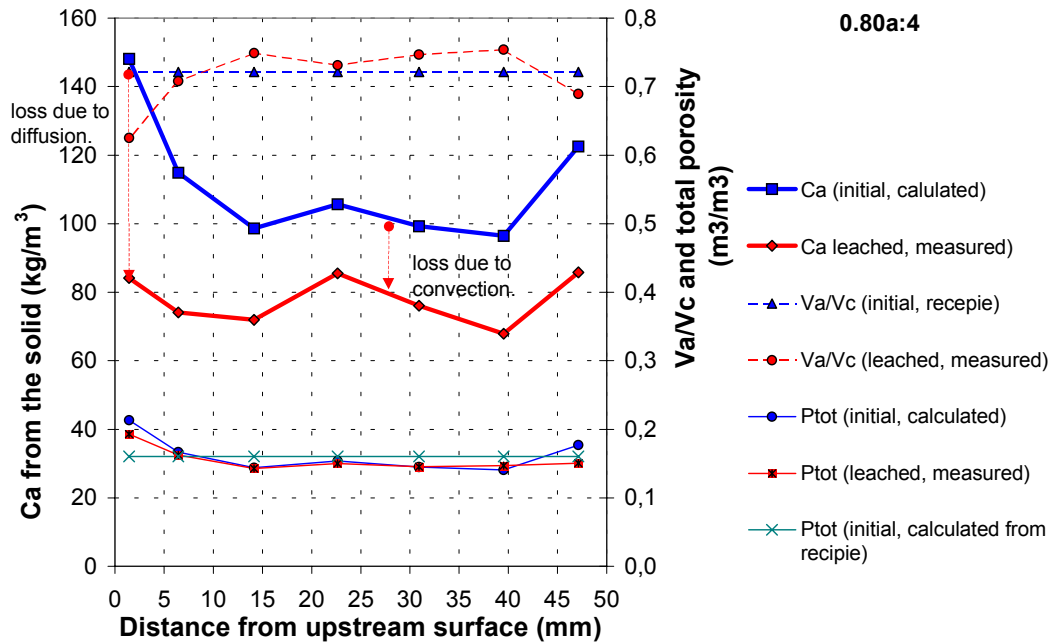 0.80a:4
160
140
120
100
80
60
40
20
0
Ca from the solid (kg/m³)
0,8
0,7
0,6
0,5
0,4
0,3
0,2
0,1
0,0
Va/Vc and total porosity
(m3/m3)
loss due to
diffusion.
loss due to
convection.
0 5 10 15 20 25 30 35 40 45 50
Distance from upstream surface (mm)
Ca (initial, calulated)
Ca leached, measured)
Va/Vc (initial, recepie)
Va/Vc (leached, measured)
Ptot (initial, calculated)
Ptot (leached, measured)
Ptot (initial, calculated from
recipie)